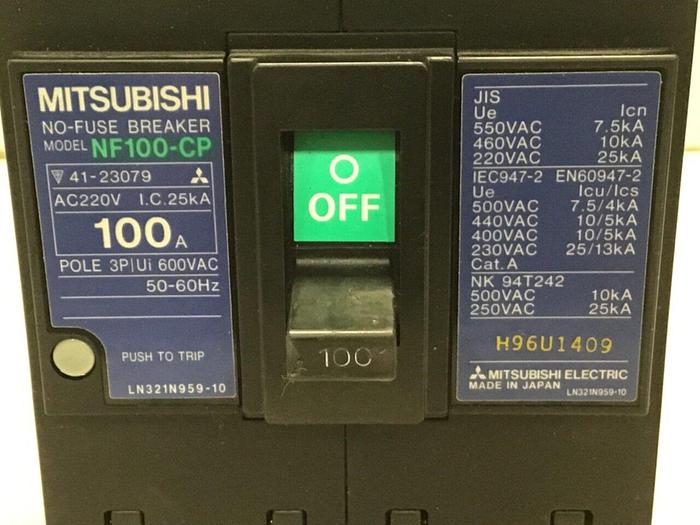 MITSUBISHI
NO-FUSE BREAKER
MODEL NF100-CP
41-23079
AC220V I.C.25kA
100A
POLE 3P|Ui 600VAC
50-60Hz
PUSH TO TRIP
LN321N959-10
O
OFF
100
JIS
Ue Icn
550VAC 7.5kA
460VAC 10kA
220VAC 25kA
IEC947-2 EN60947-2
Ue Icu/Ics
500VAC 7.5/4kA
440VAC 10/5kA
400VAC 10/5kA
230VAC 25/13kA
Cat.A
NK 94T242
500VAC 10kA
250VAC 25kA
H96U1409
MITSUBISHI ELECTRIC
MADE IN JAPAN LN321N959-10